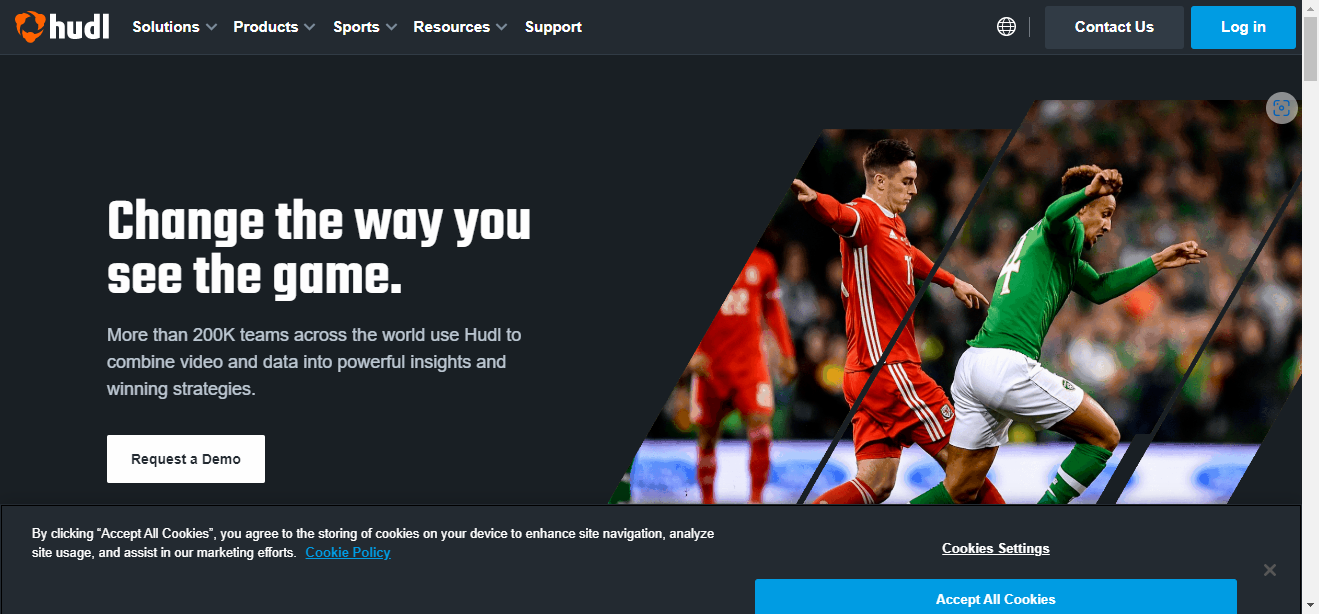 hudl Solutions Products Sports Resources Support Contact Us Log in
Change the way you
see the game.
More than 200K teams across the world use Hudl to
combine video and data into powerful insights and
winning strategies.
Request a Demo
By clicking “Accept All Cookies”, you agree to the storing of cookies on your device to enhance site navigation, analyze
site usage, and assist in our marketing efforts. Cookie Policy
Cookies Settings
Accept All Cookies